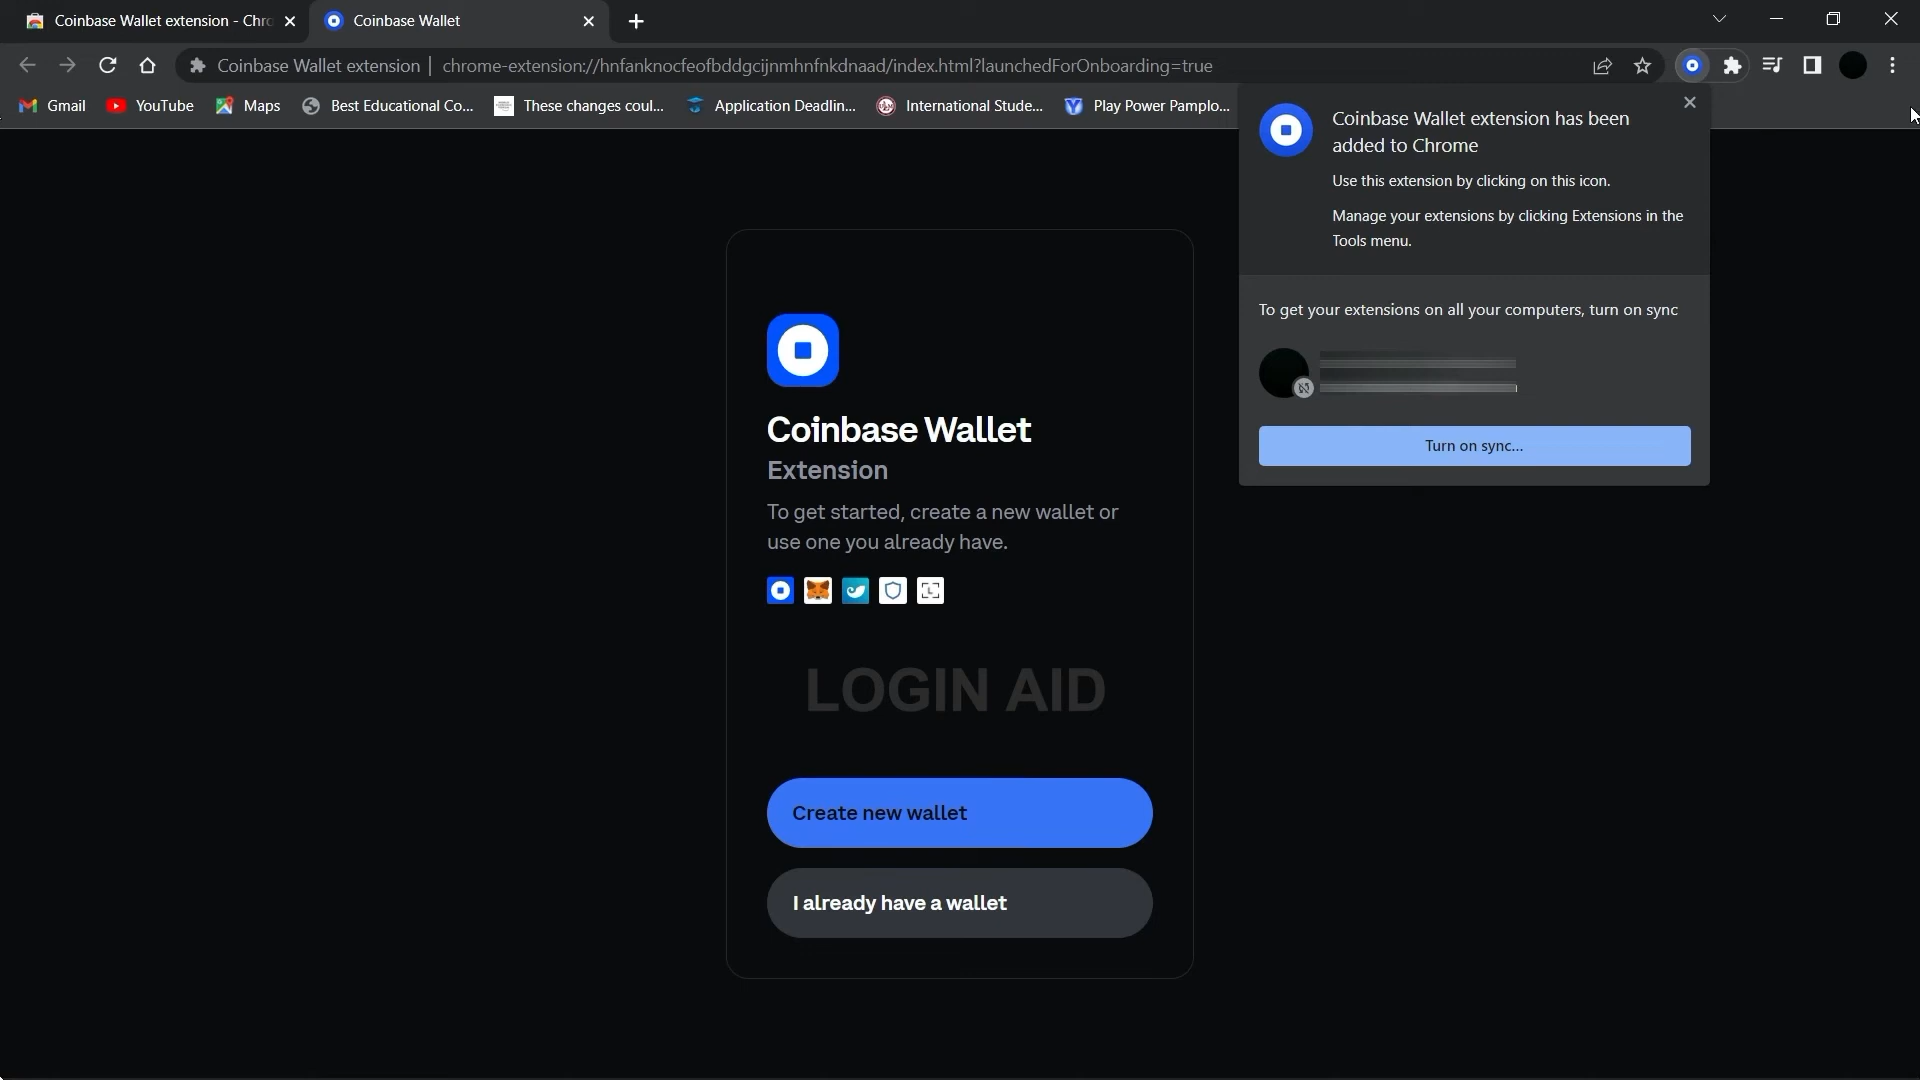 Coinbase Wallet extension - Chro
Coinbase Wallet
Coinbase Wallet extension | chrome-extension://hnfanknocfeofbddgcijnmhnfnkdnaad/index.html?launchedForOnboarding=true
Gmail
YouTube
Maps
Best Educational Co...
These changes coul...
Application Deadlin...
International Stude...
Play Power Pamplo...
Coinbase Wallet extension has been
added to Chrome
Use this extension by clicking on this icon.
Manage your extensions by clicking Extensions in the
Tools menu.
To get your extensions on all your computers, turn on sync
Turn on sync...
Coinbase Wallet
Extension
To get started, create a new wallet or
use one you already have.
LOGIN AID
Create new wallet
I already have a wallet